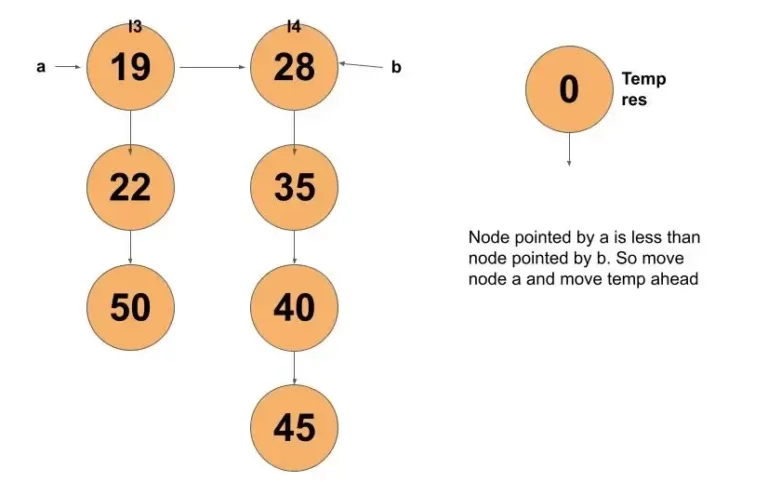 l3
l4
a
19
28
b
0
Temp
res
22
35
Node pointed by a is less than
node pointed by b. So move
node a and move temp ahead
50
40
45